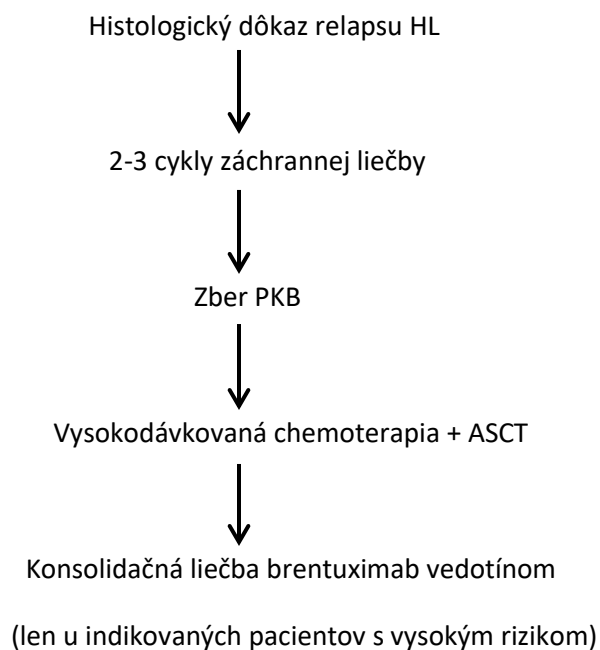 Histologický dôkaz relapsu HL
2-3 cykly záchrannej liečby
Zber PKB
Vysokodávkovaná chemoterapia + ASCT
Konsolidačná liečba brentuximab vedotínom
(len u indikovaných pacientov s vysokým rizikom)